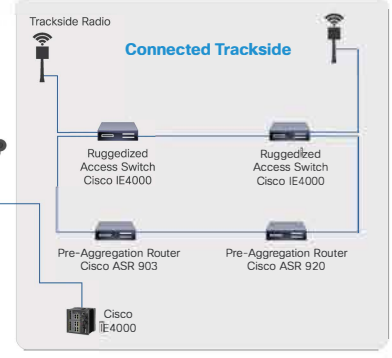 Trackside Radio
Connected Trackside
Ruggedized
Access Switch
Cisco IE4000
Ruggedized
Access Switch
Cisco IE4000
Pre-Aggregation Router
Cisco ASR 903
Pre-Aggregation Router
Cisco ASR 920
Cisco
IE4000